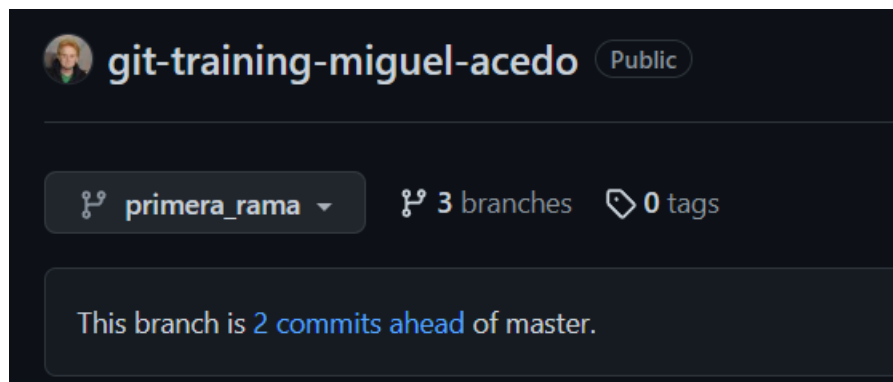 git-training-miguel-acedo Public
primera_rama 3 branches 0 tags
This branch is 2 commits ahead of master.